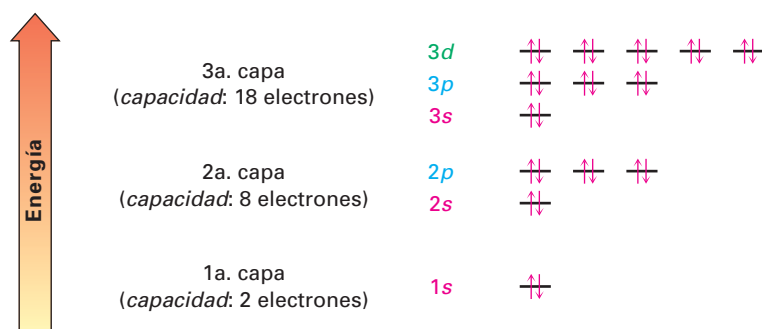 Energía
3a. capa
(capacidad: 18 electrones)
3d
3p
3s
2a. capa
(capacidad: 8 electrones)
2p
2s
1a. capa
(capacidad: 2 electrones)
1s